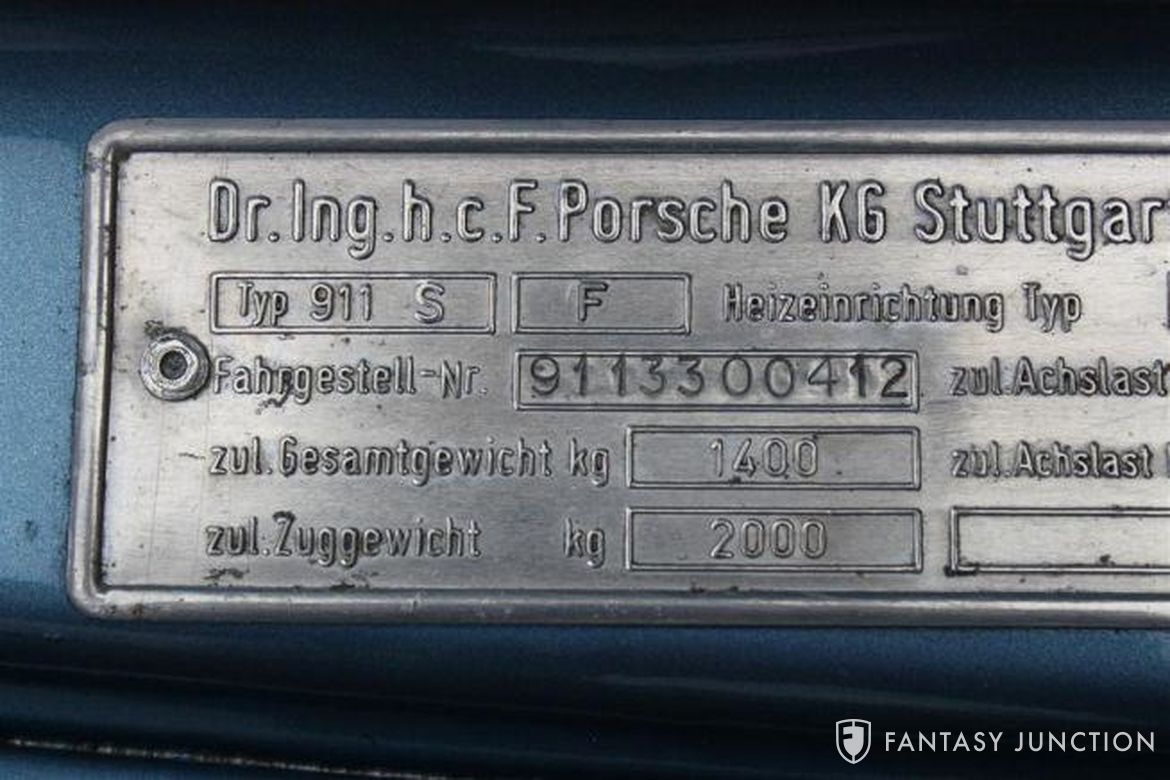 Dr.Ing.h.c.F.Porsche KG Stuttgar
Typ 911 S F Heizeinrichtung Typ
Fahrgestell-Nr. 9113300412 zul.Achslast
zul.Gesamtgewicht kg 1400 zul.Achslast
zul.Zuggewicht kg 2000
FANTASY JUNCTION